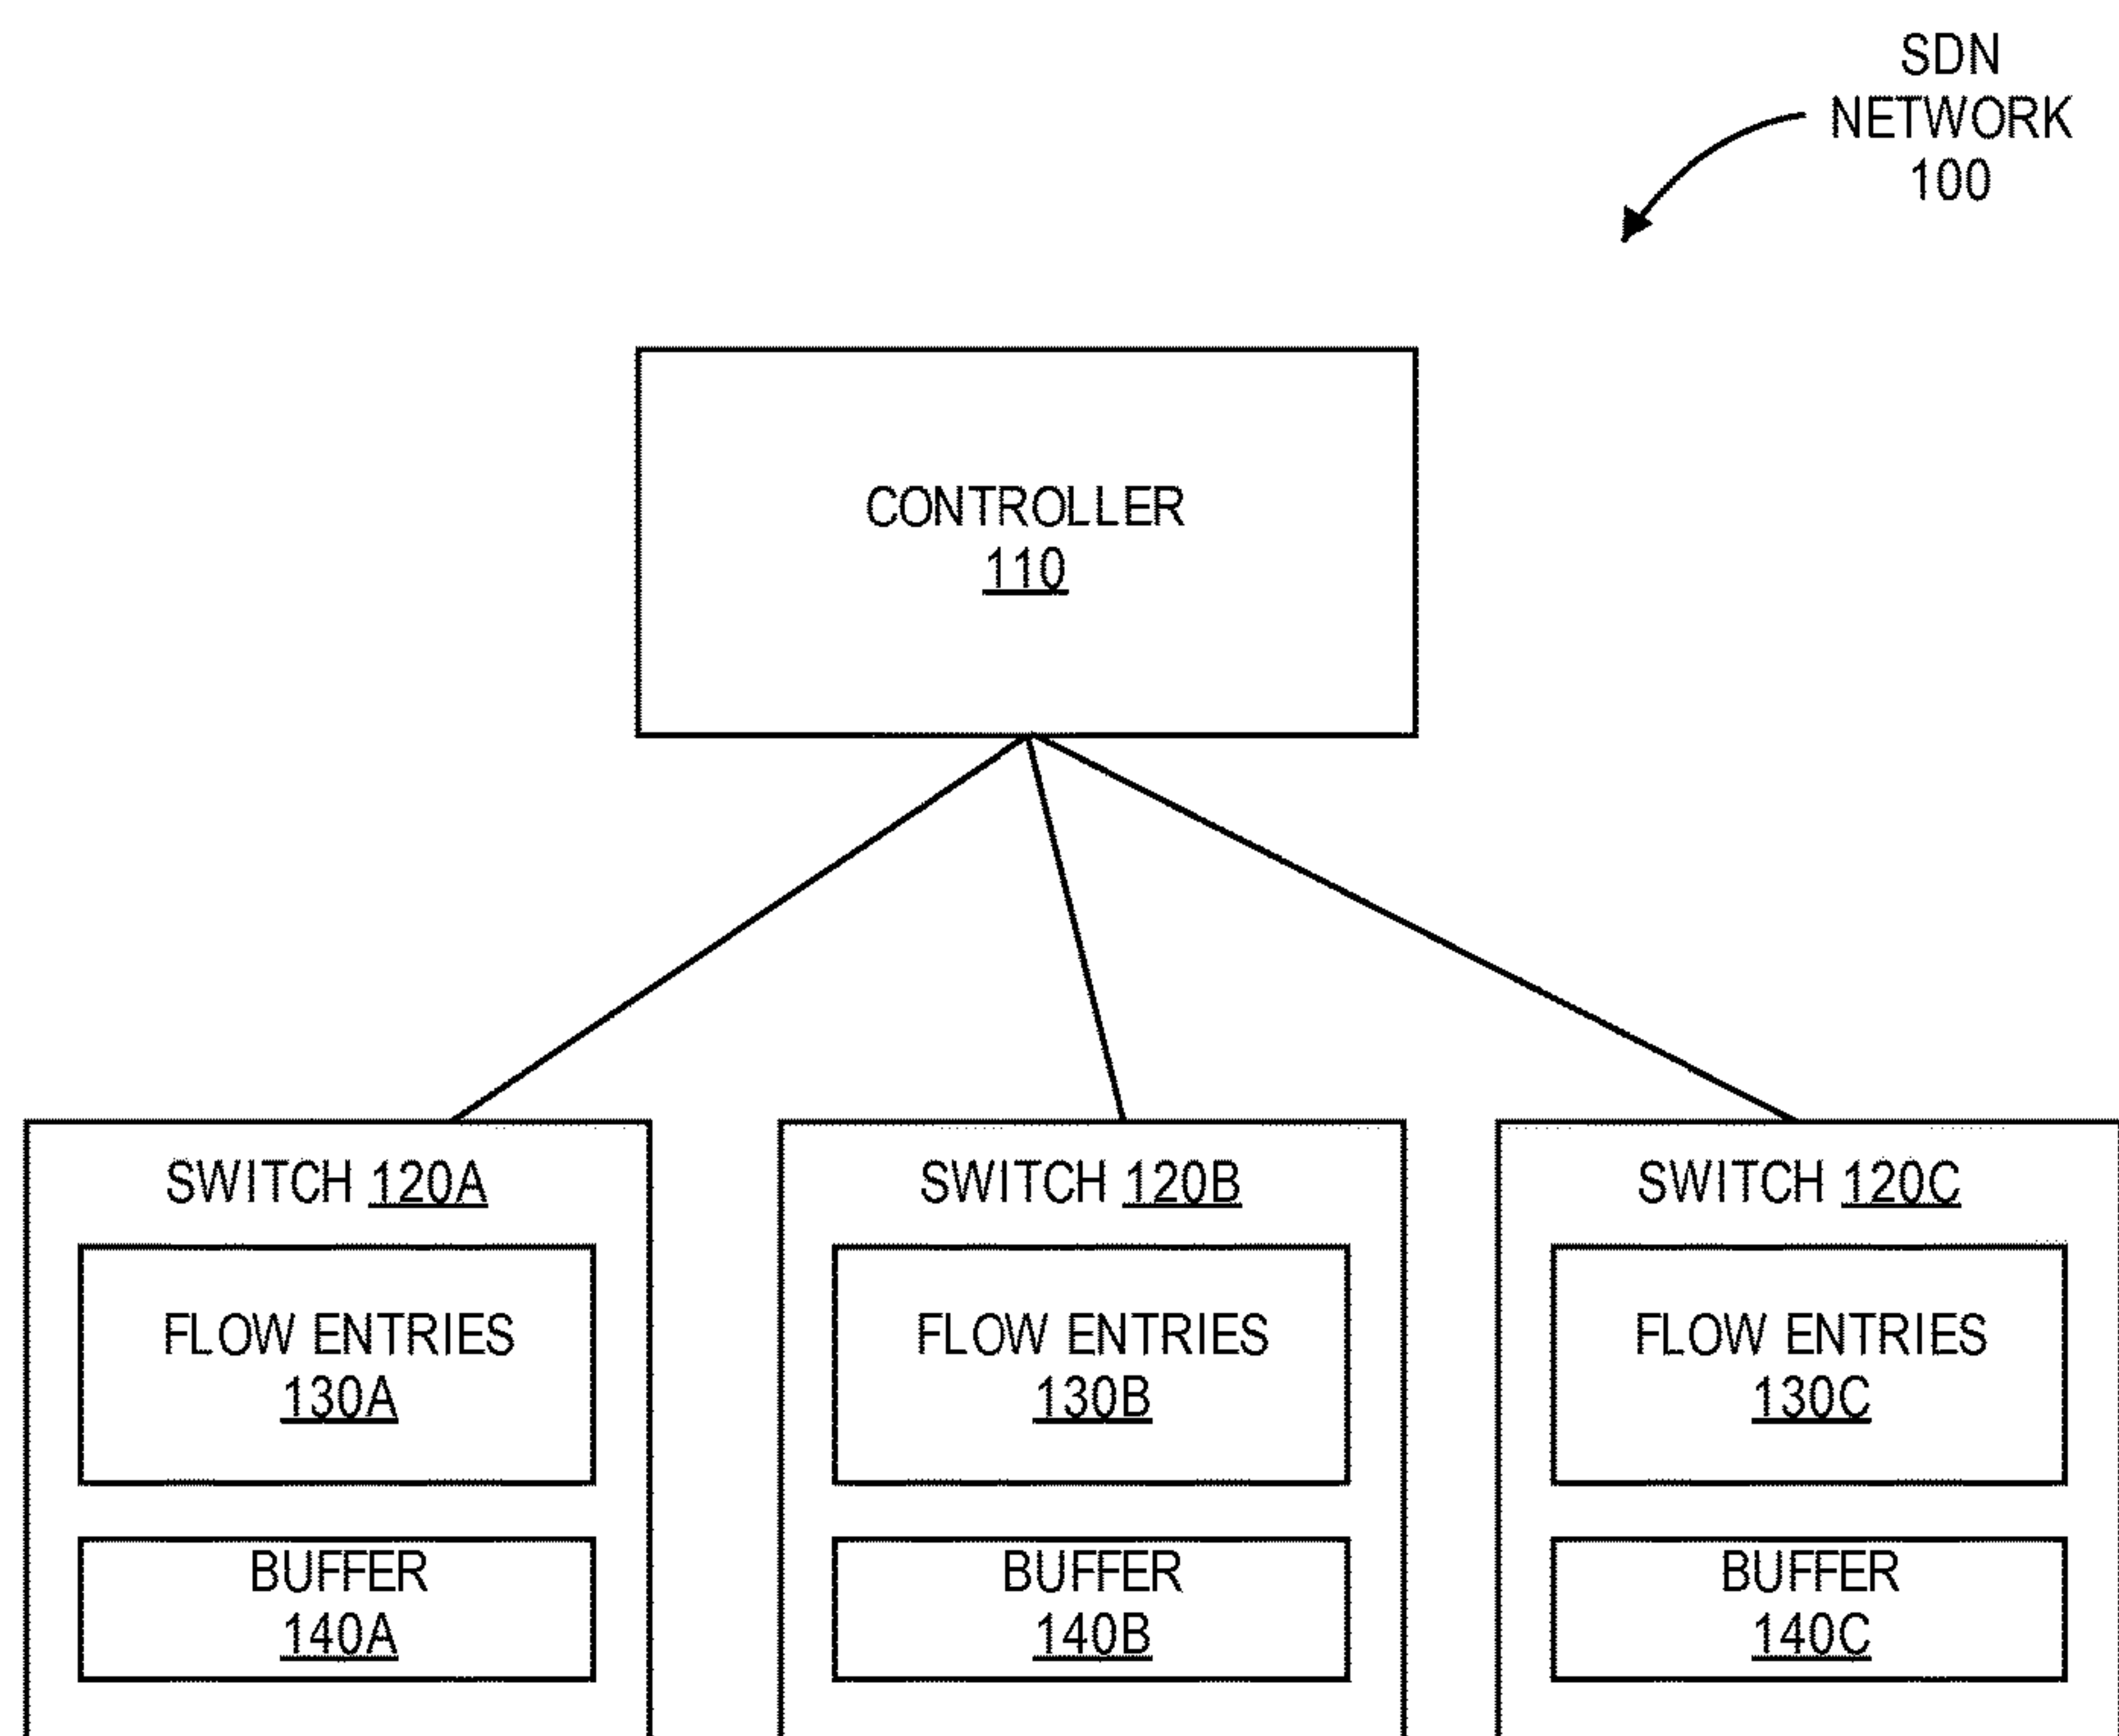 SDN
NETWORK
100
CONTROLLER
110
SWITCH 120A
FLOW ENTRIES
130A
BUFFER
140A
SWITCH 120B
FLOW ENTRIES
130B
BUFFER
140B
SWITCH 120C
FLOW ENTRIES
130C
BUFFER
140C